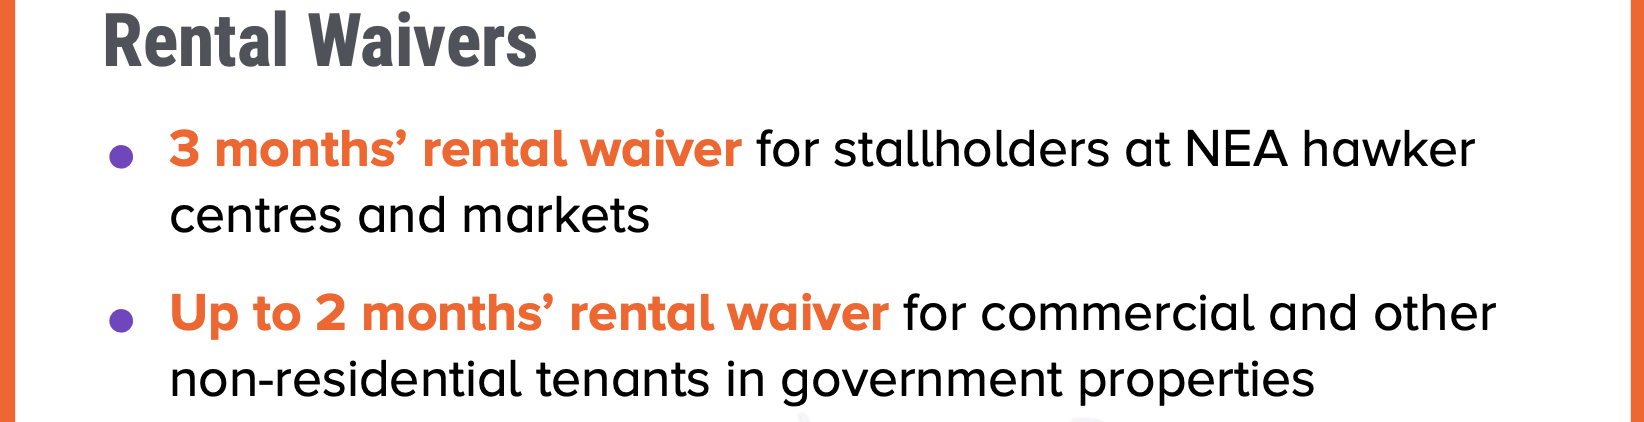 Rental Waivers
3 months’ rental waiver for stallholders at NEA hawker
centres and markets
Up to 2 months’ rental waiver for commercial and other
non-residential tenants in government properties